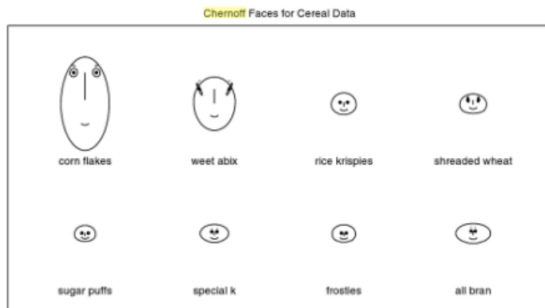 Chernoff Faces for Cereal Data
corn flakes weet abix rice krispies shreaded wheat
sugar puffs special k frosties all bran